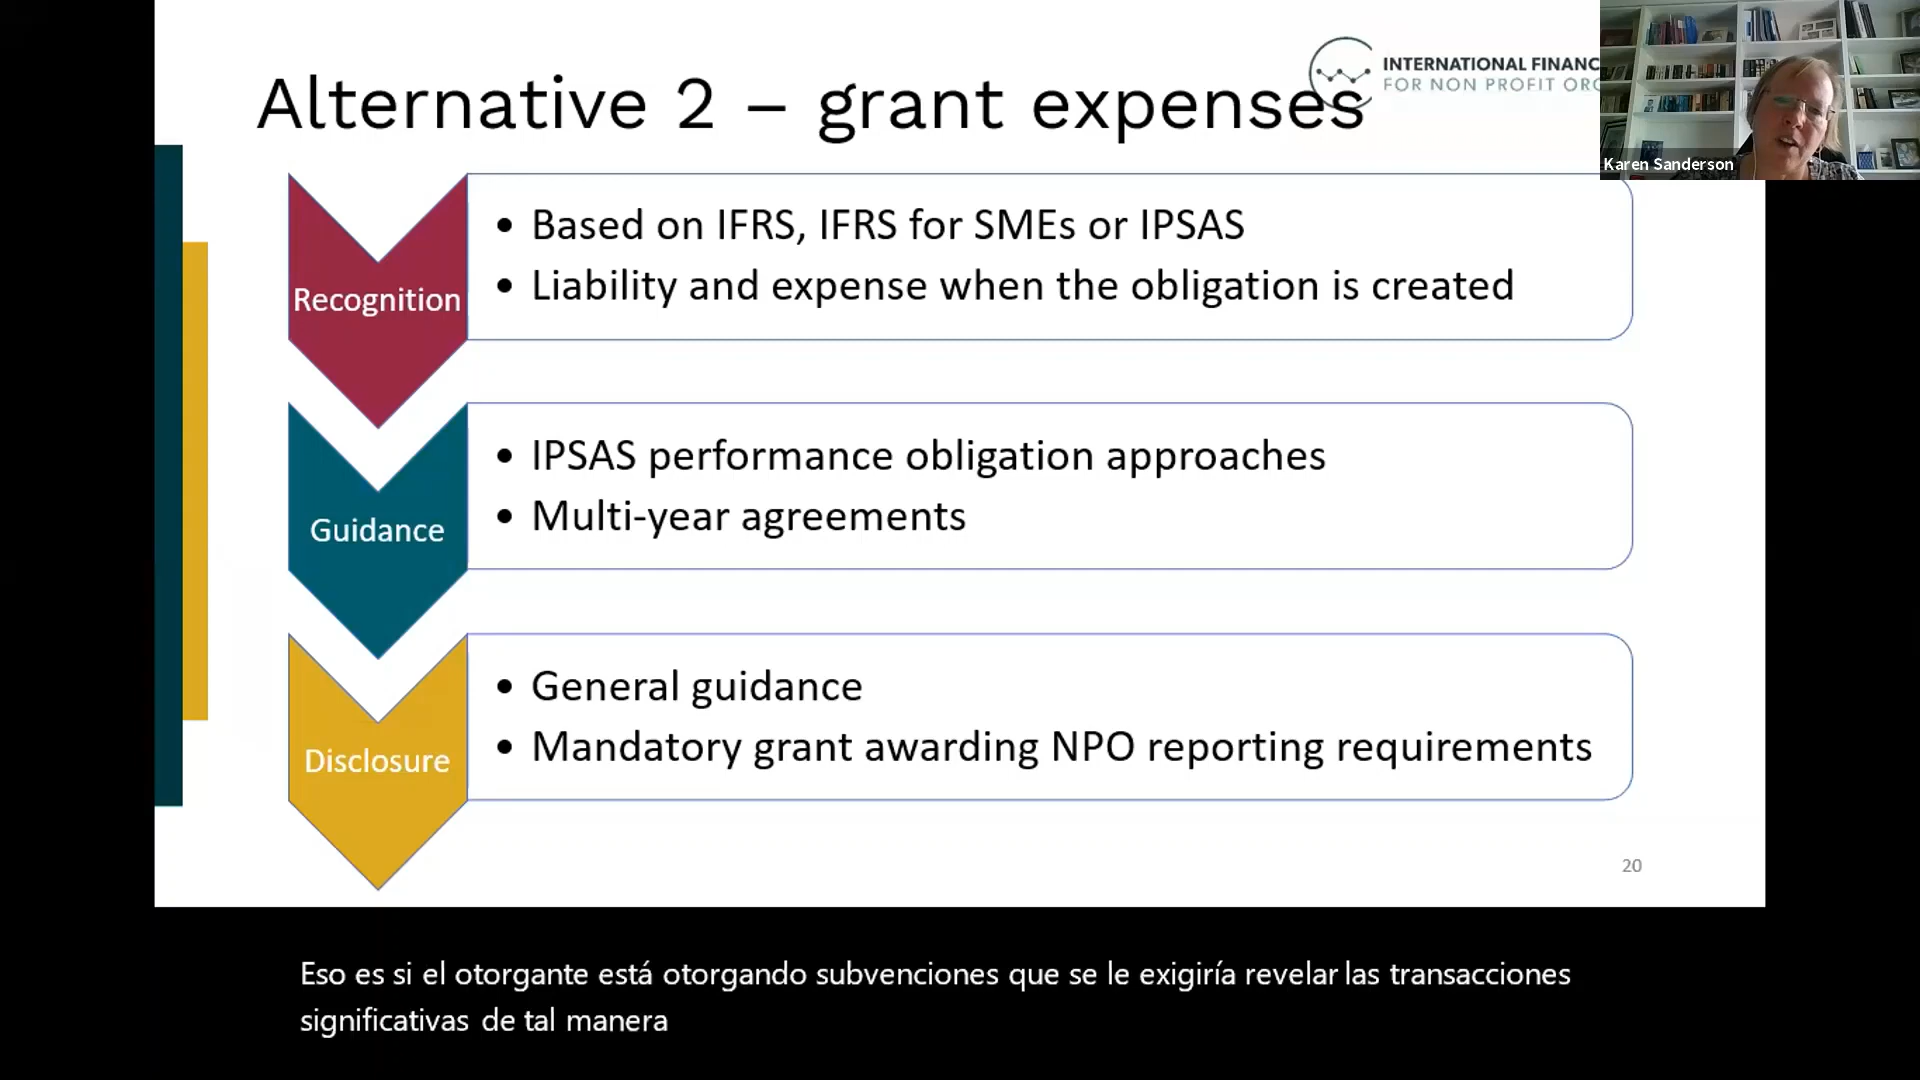 Alternative 2 – grant expenses
INTERNATIONAL FINANC
FOR NON PROFIT ORG
Karen Sanderson
Recognition
• Based on IFRS, IFRS for SMEs or IPSAS
• Liability and expense when the obligation is created
Guidance
• IPSAS performance obligation approaches
• Multi-year agreements
Disclosure
• General guidance
• Mandatory grant awarding NPO reporting requirements
20
Eso es si el otorgante está otorgando subvenciones que se le exigiría revelar las transacciones
significativas de tal manera